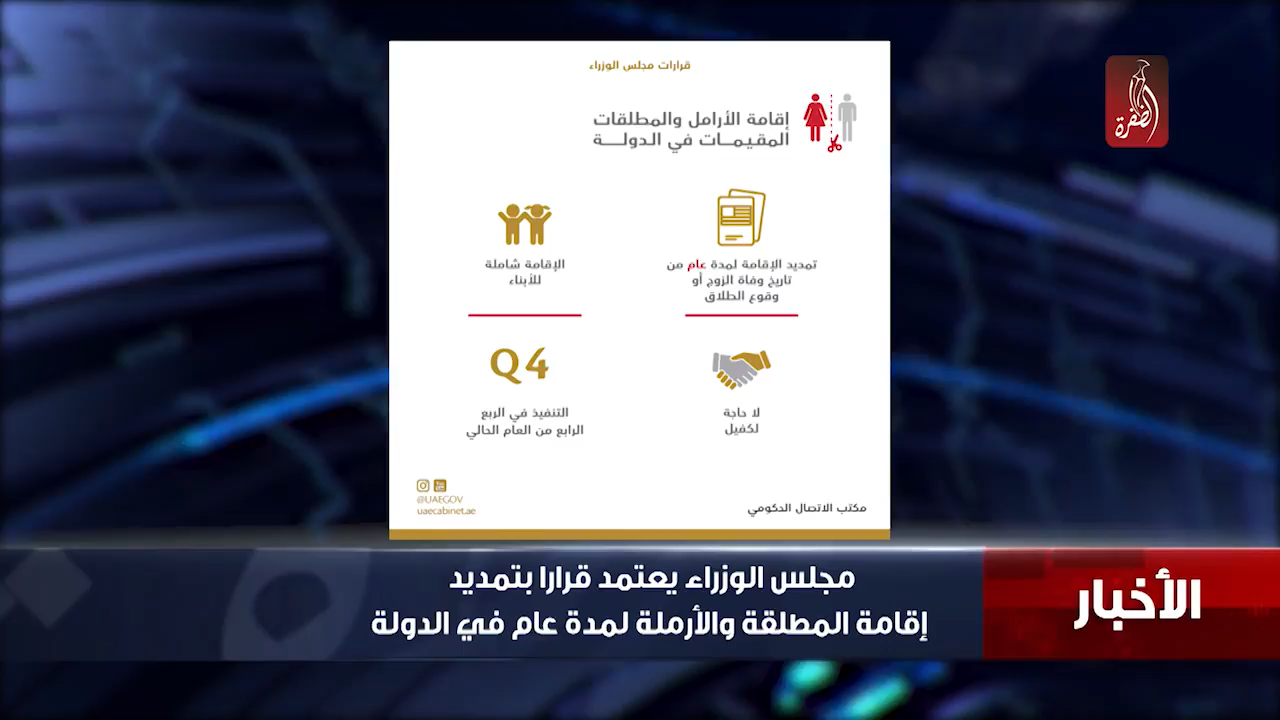 قرارات مجلس الوزراء
إقامة الأرامل والمطلقات
المقيمـات في الـدولـــة
تمديد الإقامة لمدة عام من
تاريخ وفاة الزوج أو
وقوع الطلاق
الإقامة شاملة
للأبناء
لا حاجة
لكفيل
Q4
التنفيذ في الربع
الرابع من العام الحالي
@UAEGOV
uaecabinet.ae
مكتب الاتصال الحكومي
الظفرة
الأخبار
مجلس الوزراء يعتمد قرارا بتمديد
إقامة المطلقة والأرملة لمدة عام في الدولة